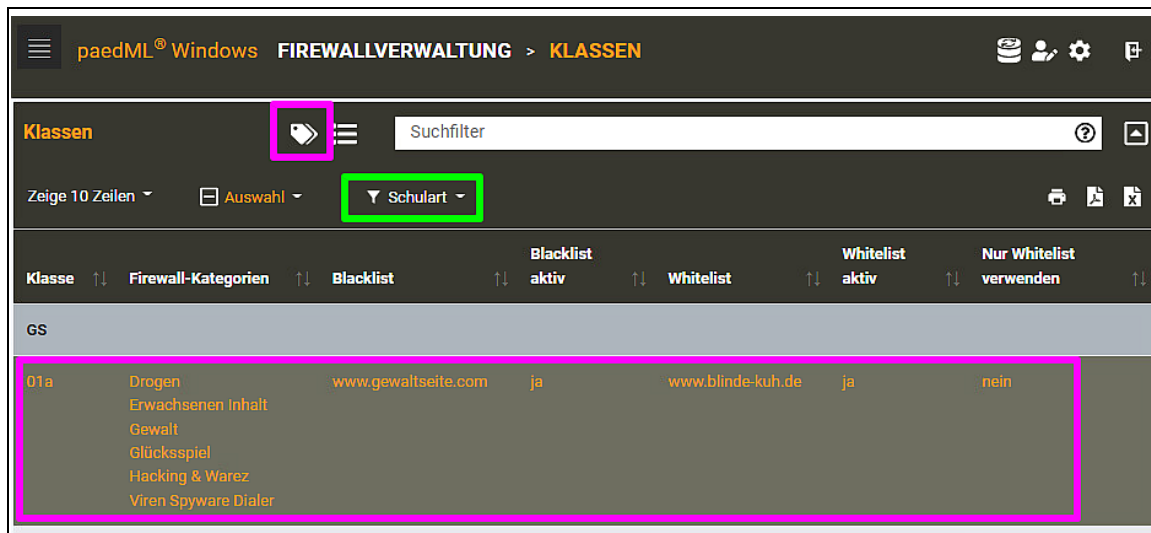 paedML® Windows FIREWALLVERWALTUNG > KLASSEN
Klassen Suchfilter
Zeige 10 Zeilen Auswahl Schulart
Klasse Firewall-Kategorien Blacklist Blacklist aktiv Whitelist Whitelist aktiv Nur Whitelist verwenden
GS
01a Drogen www.gewaltseite.com ja www.blinde-kuh.de ja nein
Erwachsenen Inhalt
Gewalt
Glücksspiel
Hacking & Warez
Viren Spyware Dialer